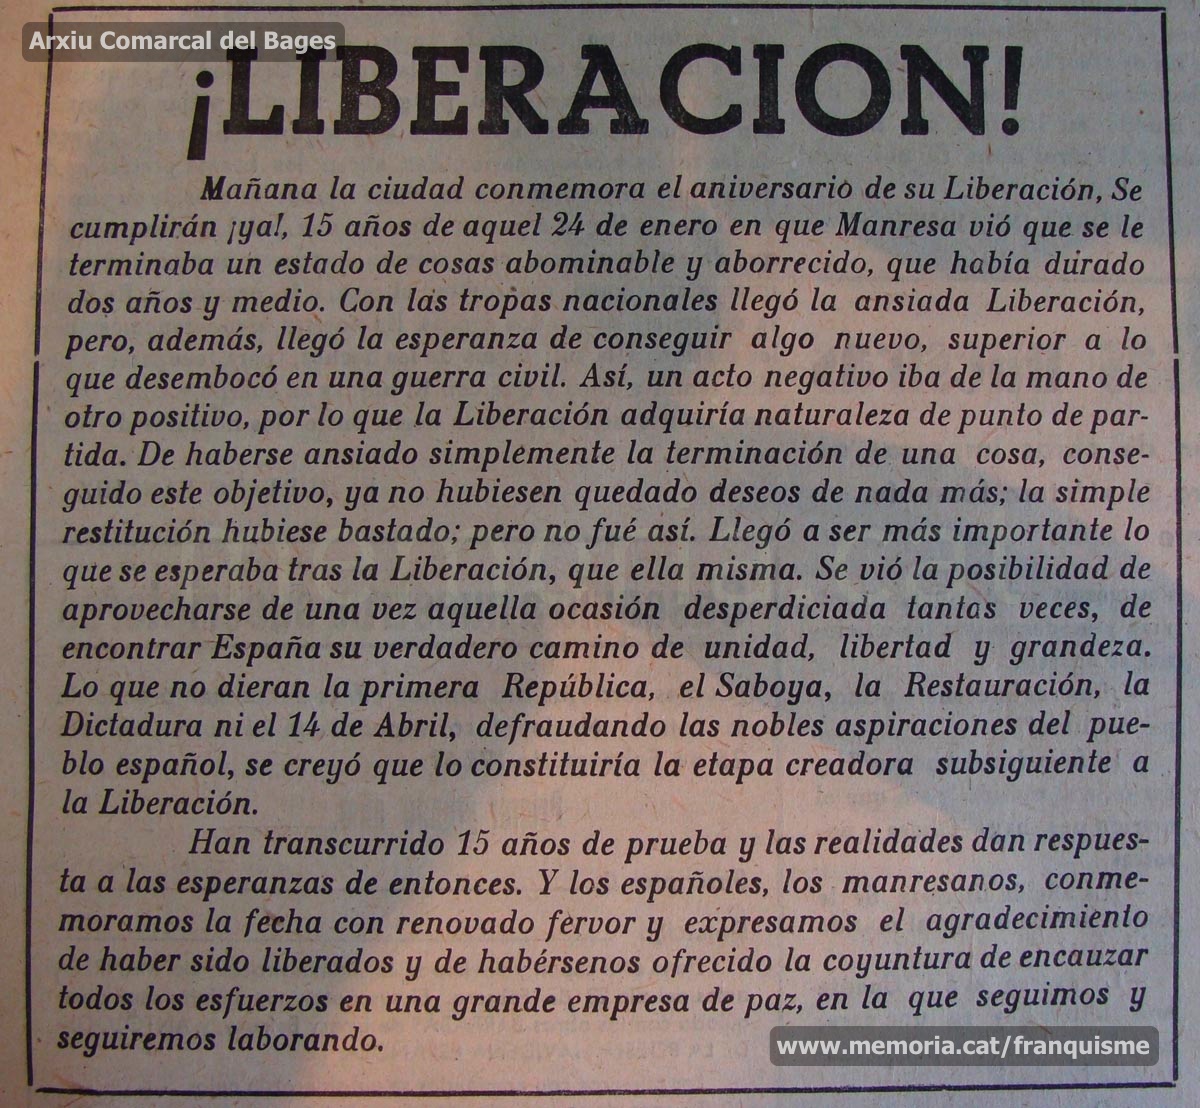 Arxiu Comarcal del Bages
¡LIBERACION!
Mañana la ciudad conmemora el aniversario de su Liberación, Se
cumplirán ¡ya!, 15 años de aquel 24 de enero en que Manresa vió que se le
terminaba un estado de cosas abominable y aborrecido, que había durado
dos años y medio. Con las tropas nacionales llegó la ansiada Liberación,
pero, además, llegó la esperanza de conseguir algo nuevo, superior a lo
que desembocó en una guerra civil. Así, un acto negativo iba de la mano de
otro positivo, por lo que la Liberación adquiría naturaleza de punto de par-
tida. De haberse ansiado simplemente la terminación de una cosa, conse-
guido este objetivo, ya no hubiesen quedado deseos de nada más; la simple
restitución hubiese bastado; pero no fué así. Llegó a ser más importante lo
que se esperaba tras la Liberación, que ella misma. Se vió la posibilidad de
aprovecharse de una vez aquella ocasión desperdiciada tantas veces, de
encontrar España su verdadero camino de unidad, libertad y grandeza.
Lo que no dieran la primera República, el Saboya, la Restauración, la
Dictadura ni el 14 de Abril, defraudando las nobles aspiraciones del pue-
blo español, se creyó que lo constituiría la etapa creadora subsiguiente a
la Liberación.
Han transcurrido 15 años de prueba y las realidades dan respues-
ta a las esperanzas de entonces. Y los españoles, los manresanos, conme-
moramos la fecha con renovado fervor y expresamos el agradecimiento
de haber sido liberados y de habérsenos ofrecido la coyuntura de encauzar
todos los esfuerzos en una grande empresa de paz, en la que seguimos y
seguiremos laborando.
www.memoria.cat/franquisme